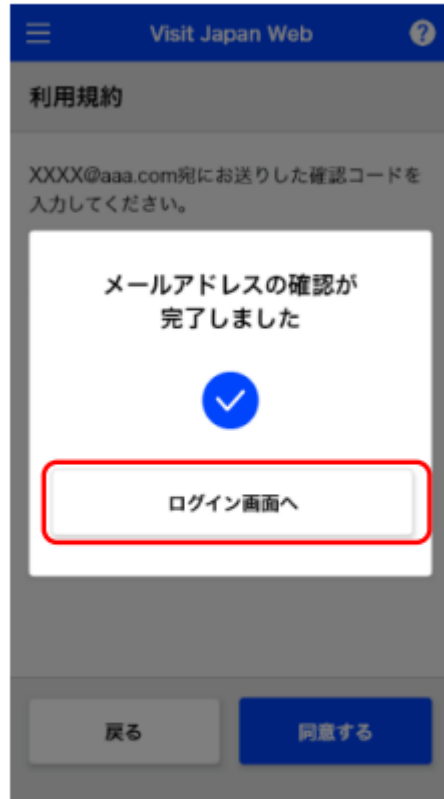 Visit Japan Web
?
利用規約
XXXX@aaa.com宛にお送りした確認コードを
入力してください。
メールアドレスの確認が
完了しました
ログイン画面へ
戻る
同意する